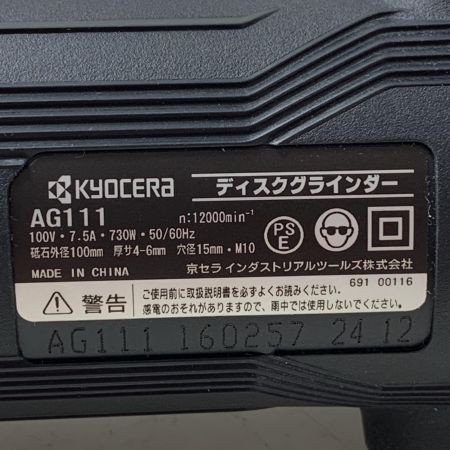 KYOCERA ディスクグラインダー
AG111 n:12000min⁻¹
100V・7.5A・730W・50/60Hz
砥石外径100mm 厚サ4-6mm 穴径15mm・M10
PS E
MADE IN CHINA 京セラインダストリアルツールズ株式会社
691 00116
警告 ご使用前に取扱説明書を必ずよくお読みください。
感電のおそれがありますので、雨中では使用しないでください。
AG111 160257 24 12